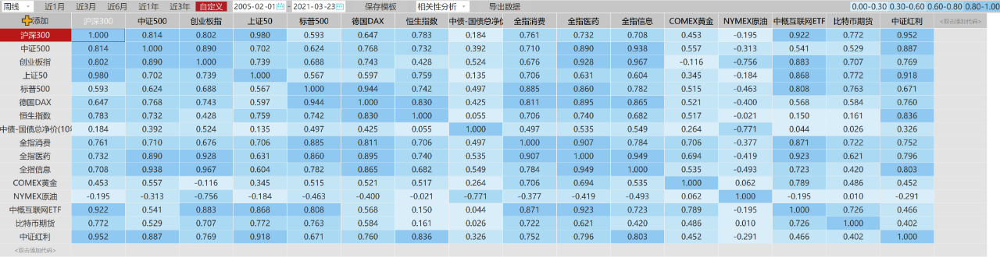 周线 近1月 近3月 近6月 近1年 近3年 自定义 2005-02-01 - 2021-03-23 保存模板 相关性分析 导出数据 0.00-0.30 0.30-0.60 0.60-0.80 0.80-1.00
添加 沪深300 中证500 创业板指 上证50 标普500 德国DAX 恒生指数 中债-国债总净价 全指消费 全指医药 全指信息 COMEX黄金 NYMEX原油 中概互联网ETF 比特币期货 中证红利 <双击添加代码>
沪深300 1.000 0.814 0.802 0.980 0.593 0.647 0.783 0.184 0.761 0.732 0.708 0.453 -0.195 0.922 0.772 0.952
中证500 0.814 1.000 0.890 0.702 0.624 0.768 0.732 0.392 0.710 0.890 0.938 0.557 -0.313 0.541 0.529 0.887
创业板指 0.802 0.890 1.000 0.739 0.688 0.743 0.428 0.524 0.676 0.928 0.967 -0.116 -0.756 0.883 0.707 0.769
上证50 0.980 0.702 0.739 1.000 0.567 0.597 0.759 0.135 0.706 0.631 0.604 0.345 -0.184 0.868 0.772 0.918
标普500 0.593 0.624 0.688 0.567 1.000 0.944 0.742 0.497 0.885 0.860 0.782 0.515 -0.463 0.808 0.763 0.671
德国DAX 0.647 0.768 0.743 0.597 0.944 1.000 0.830 0.425 0.811 0.895 0.865 0.521 -0.400 0.568 0.584 0.760
恒生指数 0.783 0.732 0.428 0.759 0.742 0.830 1.000 0.055 0.706 0.740 0.682 0.517 -0.021 0.150 0.161 0.836
中债-国债总净价(10年 0.184 0.392 0.524 0.135 0.497 0.425 0.055 1.000 0.497 0.535 0.549 0.264 -0.771 0.044 0.026 0.326
全指消费 0.761 0.710 0.676 0.706 0.885 0.811 0.706 0.497 1.000 0.907 0.784 0.706 -0.377 0.871 0.722 0.752
全指医药 0.732 0.890 0.928 0.631 0.860 0.895 0.740 0.535 0.907 1.000 0.949 0.694 -0.419 0.923 0.621 0.796
全指信息 0.708 0.938 0.967 0.604 0.782 0.865 0.682 0.549 0.784 0.949 1.000 0.535 -0.493 0.723 0.420 0.803
COMEX黄金 0.453 0.557 -0.116 0.345 0.515 0.521 0.517 0.264 0.706 0.694 0.535 1.000 0.062 0.789 0.486 0.452
NYMEX原油 -0.195 -0.313 -0.756 -0.184 -0.463 -0.400 -0.021 -0.771 -0.377 -0.419 -0.493 0.062 1.000 -0.195 0.010 -0.291
中概互联网ETF 0.922 0.541 0.883 0.868 0.808 0.568 0.150 0.044 0.871 0.923 0.723 0.789 -0.195 1.000 0.726 0.466
比特币期货 0.772 0.529 0.707 0.772 0.763 0.584 0.161 0.026 0.722 0.621 0.420 0.486 0.010 0.726 1.000 0.402
中证红利 0.952 0.887 0.769 0.918 0.671 0.760 0.836 0.326 0.752 0.796 0.803 0.452 -0.291 0.466 0.402 1.000
<双击添加代码>